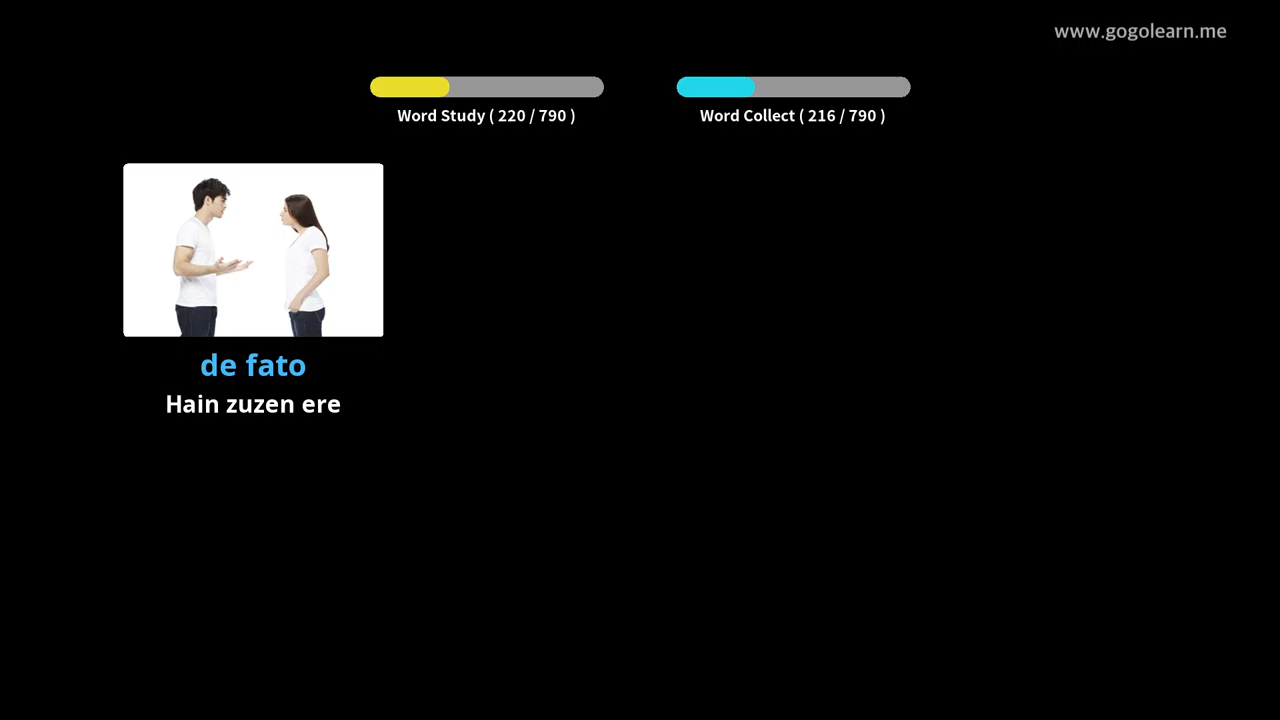 www.gogolearn.me
Word Study ( 220 / 790 )
Word Collect ( 216 / 790 )
de fato
Hain zuzen ere